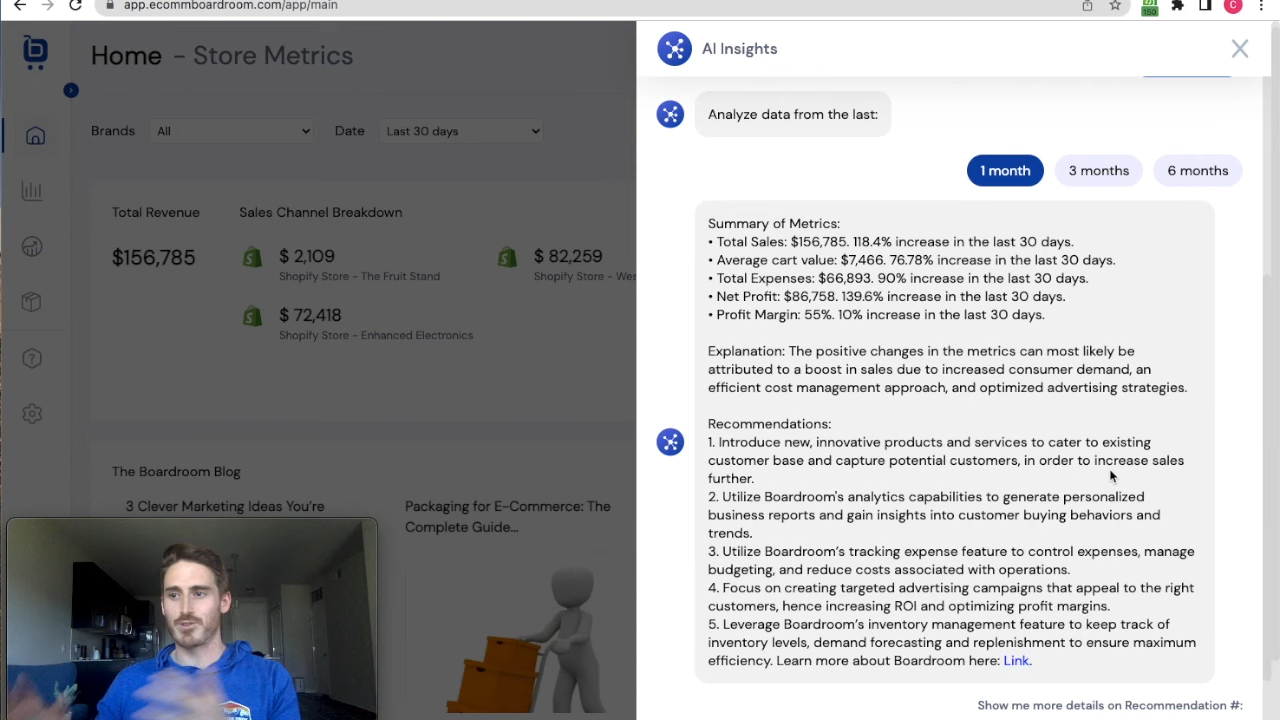 app.ecommboardroom.com/app/main
150
C
Home - Store Metrics
Brands
All
Date
Last 30 days
Total Revenue
$156,785
Sales Channel Breakdown
$ 2,109
Shopify Store - The Fruit Stand
$ 82,259
Shopify Store - We
$ 72,418
Shopify Store - Enhanced Electronics
The Boardroom Blog
3 Clever Marketing Ideas You're
Packaging for E-Commerce: The
Complete Guide...
AI Insights
Analyze data from the last:
1 month
3 months
6 months
Summary of Metrics:
• Total Sales: $156,785. 118.4% increase in the last 30 days.
• Average cart value: $7,466. 76.78% increase in the last 30 days.
• Total Expenses: $66,893. 90% increase in the last 30 days.
• Net Profit: $86,758. 139.6% increase in the last 30 days.
• Profit Margin: 55%. 10% increase in the last 30 days.
Explanation: The positive changes in the metrics can most likely be
attributed to a boost in sales due to increased consumer demand, an
efficient cost management approach, and optimized advertising strategies.
Recommendations:
1. Introduce new, innovative products and services to cater to existing
customer base and capture potential customers, in order to increase sales
further.
2. Utilize Boardroom's analytics capabilities to generate personalized
business reports and gain insights into customer buying behaviors and
trends.
3. Utilize Boardroom's tracking expense feature to control expenses, manage
budgeting, and reduce costs associated with operations.
4. Focus on creating targeted advertising campaigns that appeal to the right
customers, hence increasing ROI and optimizing profit margins.
5. Leverage Boardroom's inventory management feature to keep track of
inventory levels, demand forecasting and replenishment to ensure maximum
efficiency. Learn more about Boardroom here: Link.
Show me more details on Recommendation #: